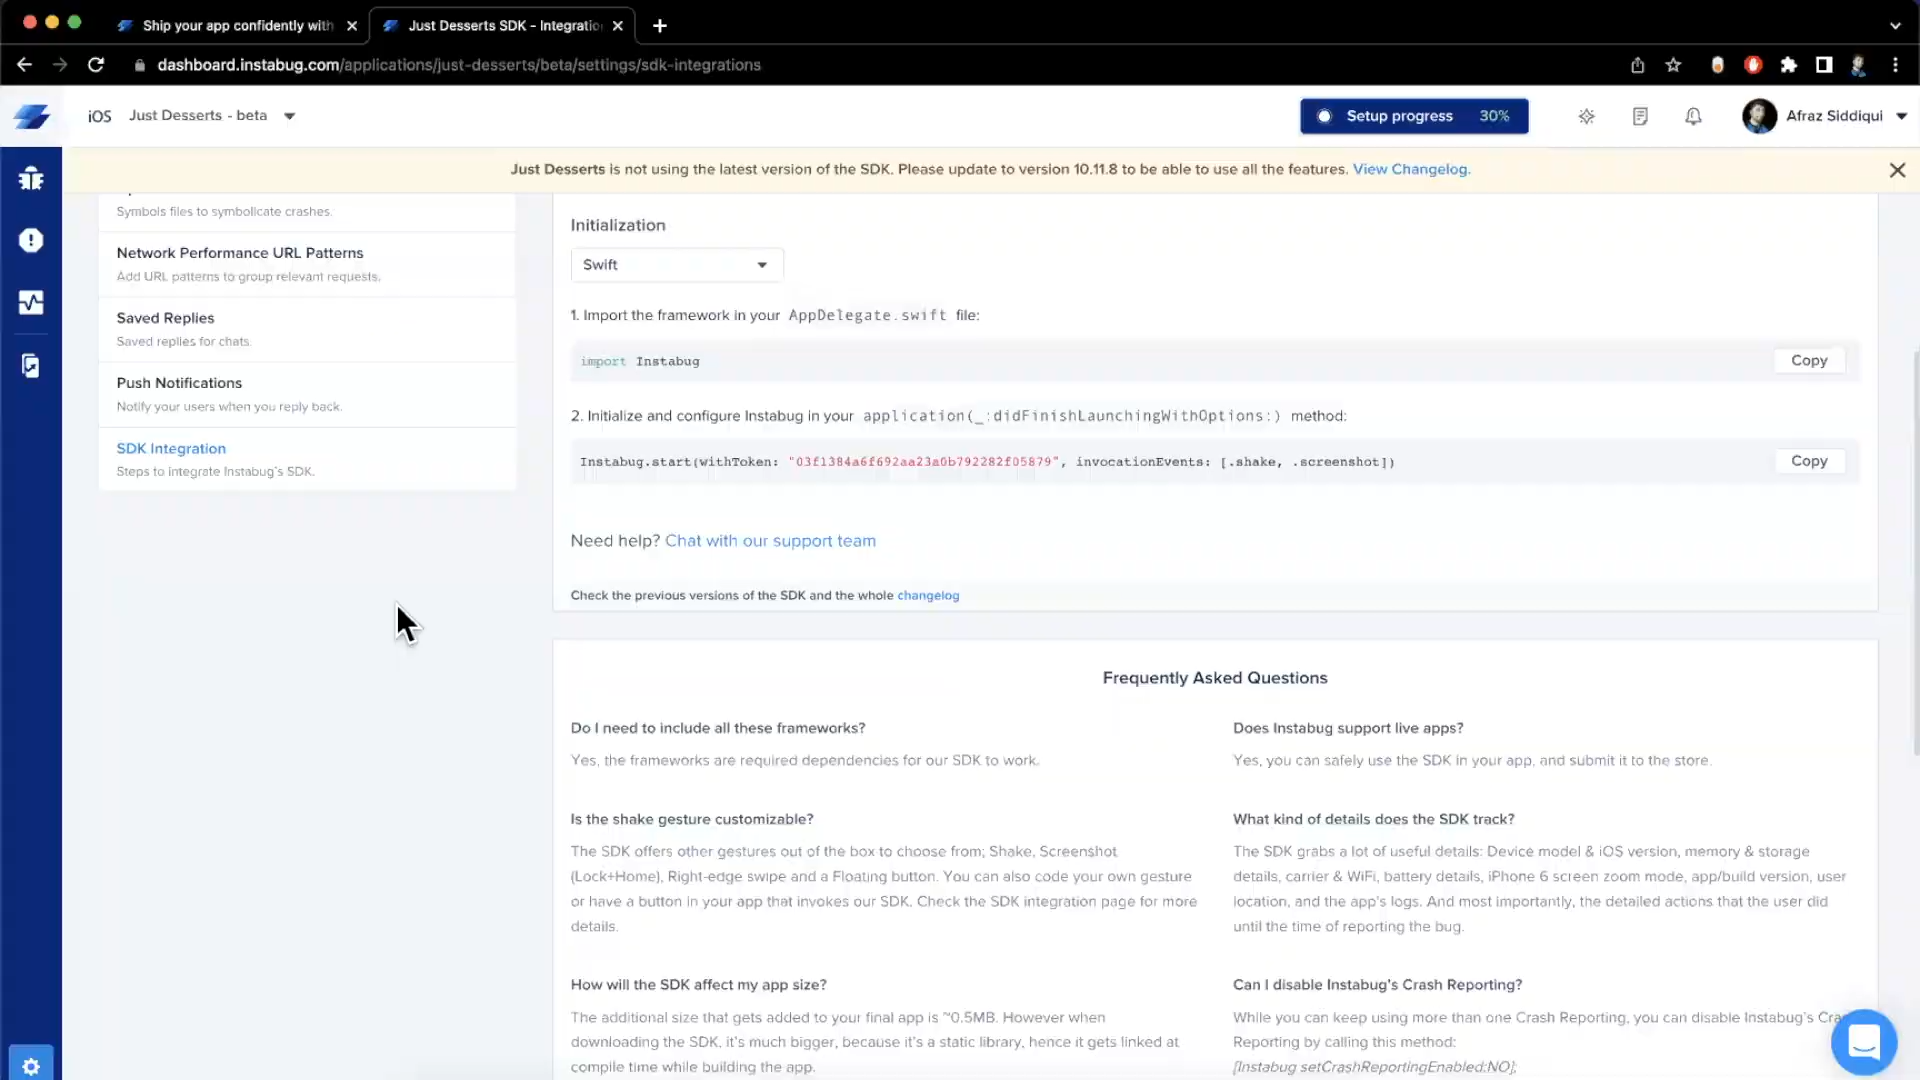 Ship your app confidently with
Just Desserts SDK - Integratio
dashboard.instabug.com/applications/just-desserts/beta/settings/sdk-integrations
iOS Just Desserts - beta
Setup progress 30%
Afraz Siddiqui
Just Desserts is not using the latest version of the SDK. Please update to version 10.11.8 to be able to use all the features. View Changelog.
Symbols files to symbolicate crashes.
Network Performance URL Patterns
Add URL patterns to group relevant requests.
Saved Replies
Saved replies for chats.
Push Notifications
Notify your users when you reply back.
SDK Integration
Steps to integrate Instabug's SDK.
Initialization
Swift
1. Import the framework in your AppDelegate.swift file:
import Instabug
Copy
2. Initialize and configure Instabug in your application(_:didFinishLaunchingWithOptions:) method:
Instabug.start(withToken: "03f1384a6f692aa23a0b792282f05879", invocationEvents: [.shake, .screenshot])
Copy
Need help? Chat with our support team
Check the previous versions of the SDK and the whole changelog
Frequently Asked Questions
Do I need to include all these frameworks?
Yes, the frameworks are required dependencies for our SDK to work.
Does Instabug support live apps?
Yes, you can safely use the SDK in your app, and submit it to the store.
Is the shake gesture customizable?
The SDK offers other gestures out of the box to choose from; Shake, Screenshot
(Lock+Home), Right-edge swipe and a Floating button. You can also code your own gesture
or have a button in your app that invokes our SDK. Check the SDK integration page for more
details.
What kind of details does the SDK track?
The SDK grabs a lot of useful details: Device model & iOS version, memory & storage
details, carrier & WiFi, battery details, iPhone 6 screen zoom mode, app/build version, user
location, and the app's logs. And most importantly, the detailed actions that the user did
until the time of reporting the bug.
How will the SDK affect my app size?
The additional size that gets added to your final app is ~0.5MB. However when
downloading the SDK, it's much bigger, because it's a static library, hence it gets linked at
compile time while building the app.
Can I disable Instabug's Crash Reporting?
While you can keep using more than one Crash Reporting, you can disable Instabug's Cra
Reporting by calling this method:
[Instabug setCrashReportingEnabled:NO];